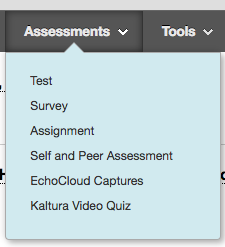 Assessments Tools
Test
Survey
Assignment
Self and Peer Assessment
EchoCloud Captures
Kaltura Video Quiz